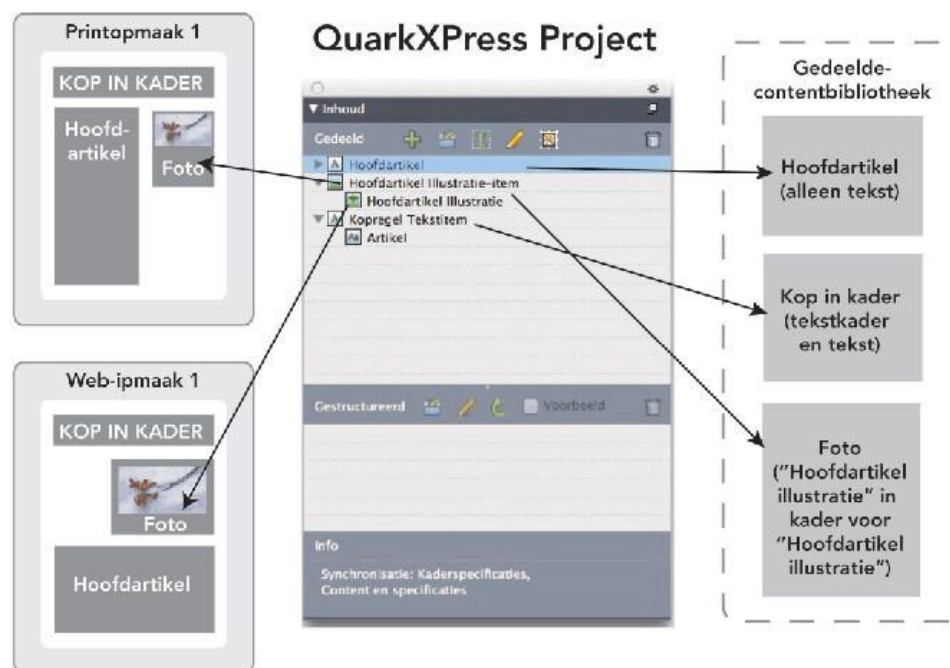 Printopmaak 1
KOP IN KADER
Hoofd-
artikel
Foto
Web-ipmaak 1
KOP IN KADER
Foto
Hoofdartikel
QuarkXPress Project
Inhoud
Gedeeld
Hoofdartikel
Hoofdartikel Illustratie-item
Hoofdartikel Illustratie
Kopregel Tekstitem
Artikel
Gestructureerd
Voorbeeld
Info
Synchronisatie: Kaderspecificaties,
Content en specificaties
Gedeelde-
contentbibliotheek
Hoofdartikel
(alleen tekst)
Kop in kader
(tekstkader
en tekst)
Foto
("Hoofdartikel
illustratie" in
kader voor
"Hoofdartikel
illustratie")